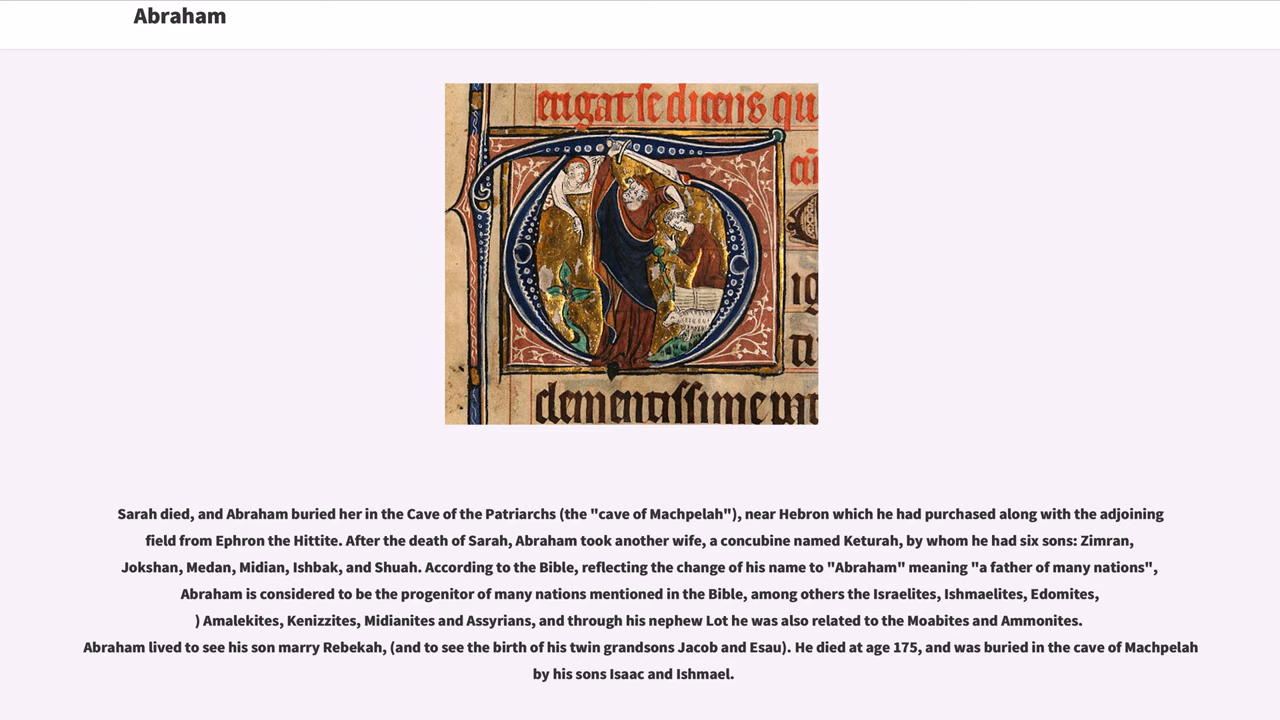 Abraham
erigat se dicens qu
clementissime pat
Sarah died, and Abraham buried her in the Cave of the Patriarchs (the "cave of Machpelah"), near Hebron which he had purchased along with the adjoining
field from Ephron the Hittite. After the death of Sarah, Abraham took another wife, a concubine named Keturah, by whom he had six sons: Zimran,
Jokshan, Medan, Midian, Ishbak, and Shuah. According to the Bible, reflecting the change of his name to "Abraham" meaning "a father of many nations",
Abraham is considered to be the progenitor of many nations mentioned in the Bible, among others the Israelites, Ishmaelites, Edomites,
) Amalekites, Kenizzites, Midianites and Assyrians, and through his nephew Lot he was also related to the Moabites and Ammonites.
Abraham lived to see his son marry Rebekah, (and to see the birth of his twin grandsons Jacob and Esau). He died at age 175, and was buried in the cave of Machpelah
by his sons Isaac and Ishmael.